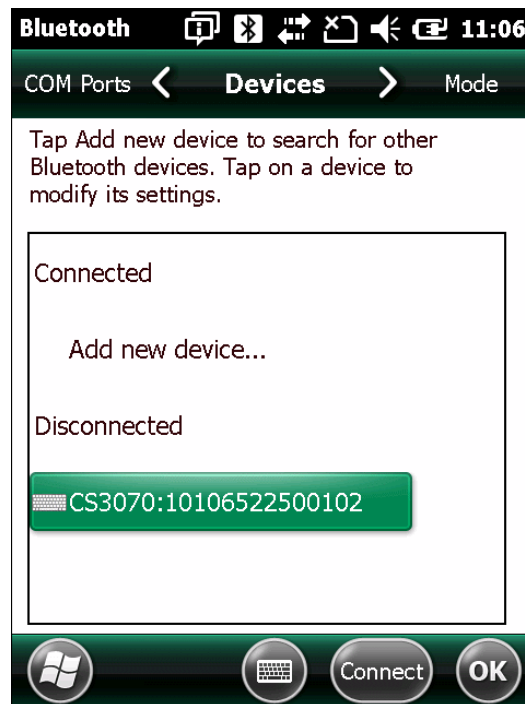 Bluetooth 11:06
COM Ports Devices Mode
Tap Add new device to search for other
Bluetooth devices. Tap on a device to
modify its settings.
Connected
Add new device...
Disconnected
CS3070:10106522500102
Connect OK